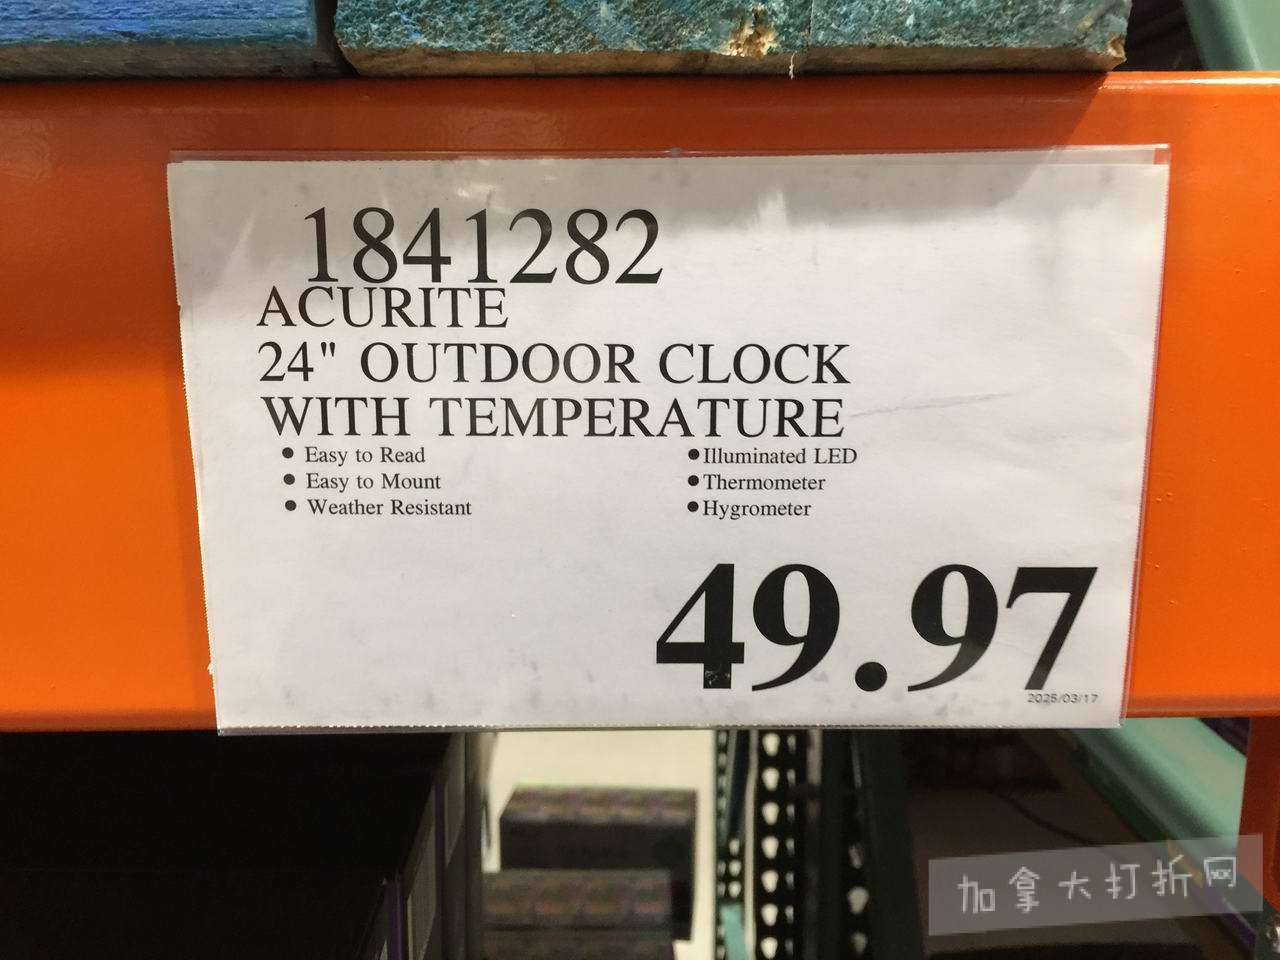 1841282
ACURITE
24" OUTDOOR CLOCK
WITH TEMPERATURE
• Easy to Read
• Easy to Mount
• Weather Resistant
• Illuminated LED
• Thermometer
• Hygrometer
49.97
2025/03/17
加拿大打折网